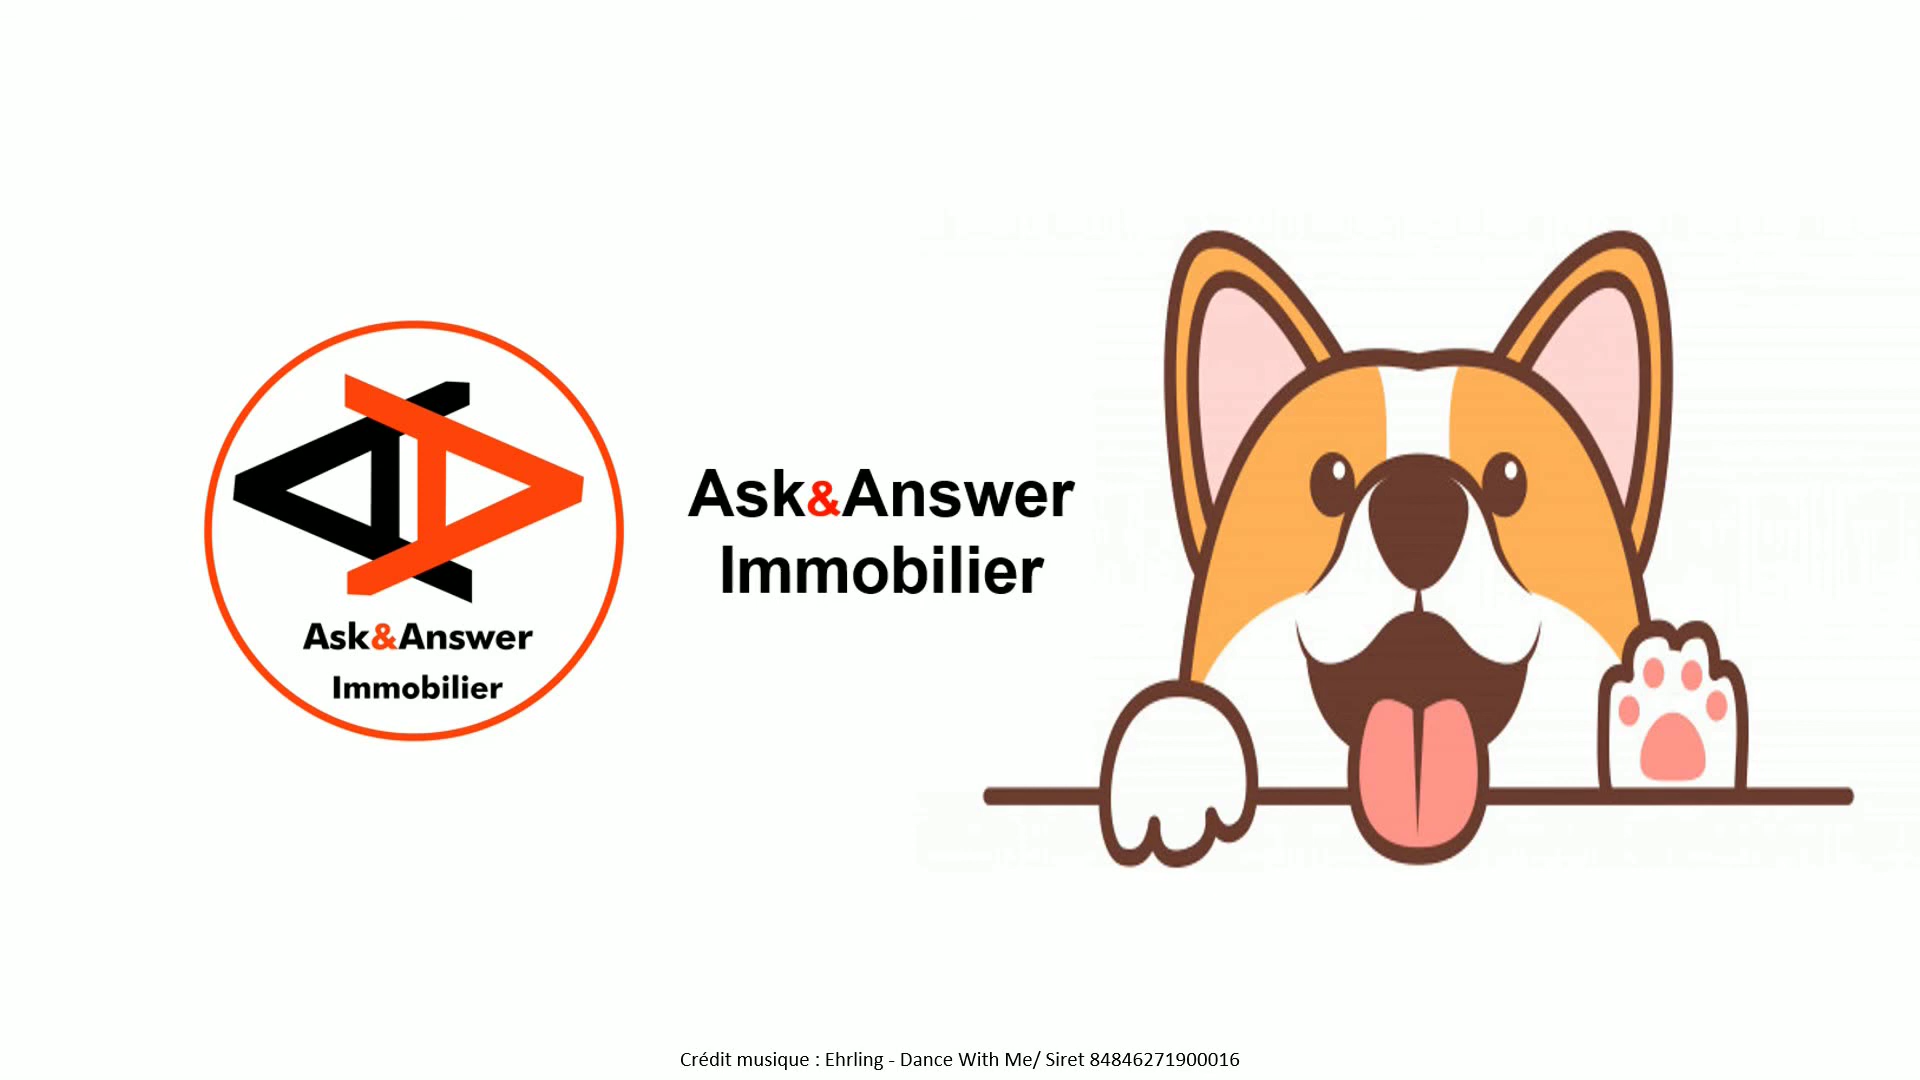 Ask&Answer
Immobilier
Ask&Answer
Immobilier
Crédit musique : Ehrling - Dance With Me/ Siret 84846271900016